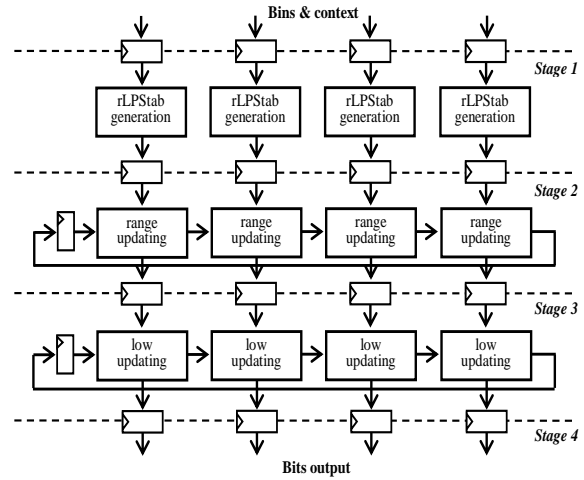 Bins & context
Stage 1
rLPStab generation
rLPStab generation
rLPStab generation
rLPStab generation
Stage 2
range updating
range updating
range updating
range updating
Stage 3
low updating
low updating
low updating
low updating
Stage 4
Bits output